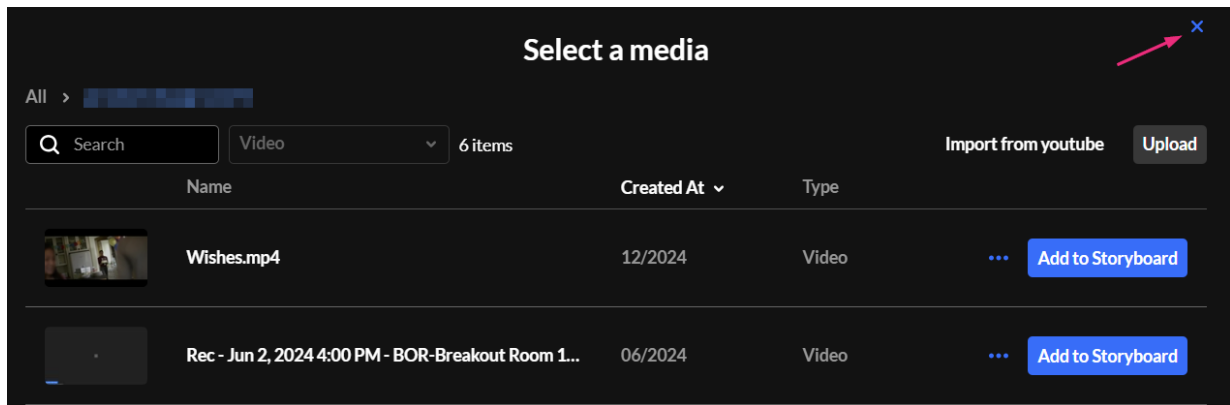 Select a media
All >
Search Video 6 items Import from youtube Upload
Name Created At Type
Wishes.mp4 12/2024 Video ••• Add to Storyboard
Rec - Jun 2, 2024 4:00 PM - BOR-Breakout Room 1... 06/2024 Video ••• Add to Storyboard